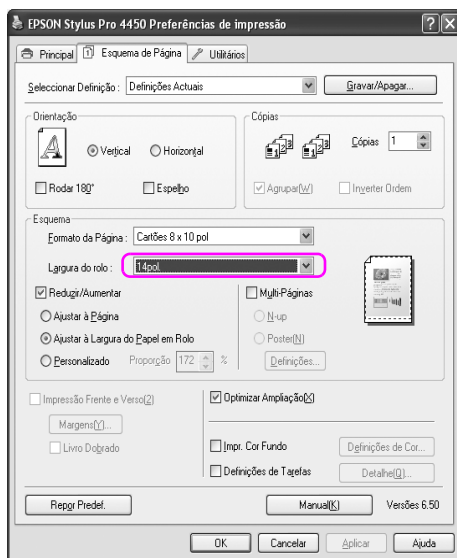 EPSON Stylus Pro 4450 Preferências de impressão
Principal Esquema de Página Utilitários
Seleccionar Definição : Definições Actuais Gravar/Apagar...
Orientação
Vertical Horizontal
Rodar 180° Espelho
Cópias
Cópias 1
Agrupar(W) Inverter Ordem
Esquema
Formato da Página : Cartões 8 x 10 pol
Largura do rolo : 14pol.
Reduzir/Aumentar
Ajustar à Página
Ajustar à Largura do Papel em Rolo
Personalizado Proporção 172 %
Multi-Páginas
N-up
Poster(N)
Definições...
Impressão Frente e Verso(2)
Margens(Y)...
Livro Dobrado
Optimizar Ampliação(X)
Impr. Cor Fundo Definições de Cor...
Definições de Tarefas Detalhe(Q)...
Repor Predef. Manual(K) Versões 6.50
OK Cancelar Aplicar Ajuda